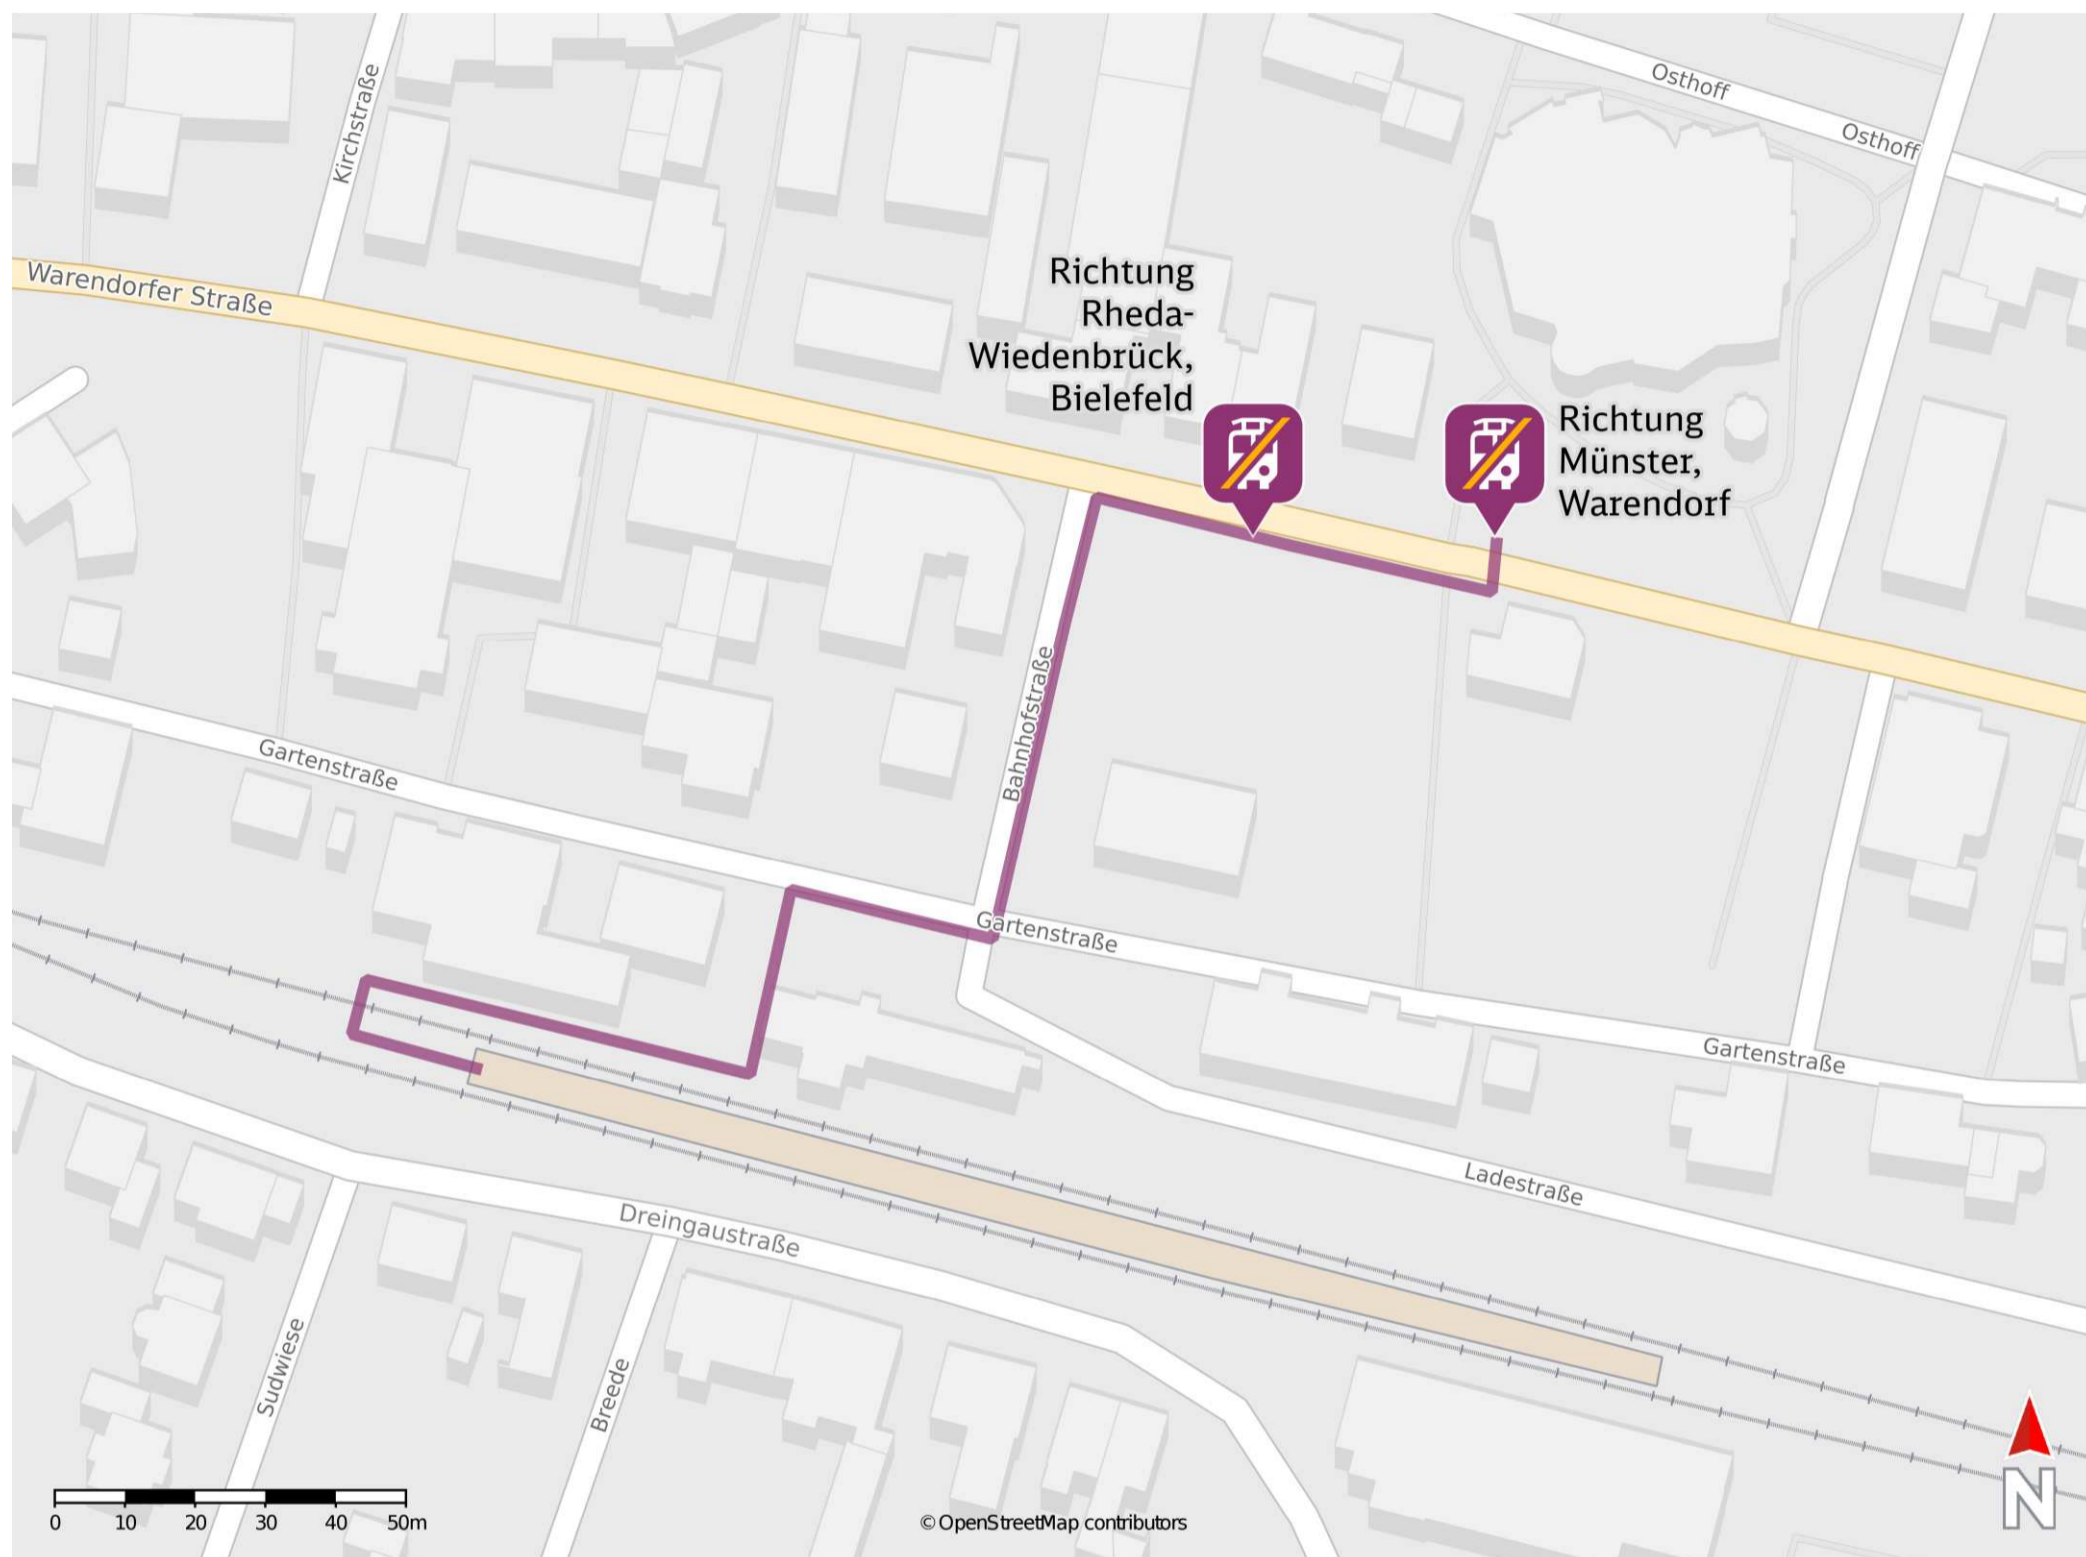 Osthoff
Osthoff
Kirchstraße
Warendorfer Straße
Richtung
Rheda-
Wiedenbrück,
Bielefeld
Richtung
Münster,
Warendorf
Bahnhofstraße
Gartenstraße
Gartenstraße
Gartenstraße
Ladestraße
Dreingaustraße
Sudwiese
Breede
0 10 20 30 40 50m
© OpenStreetMap contributors
N